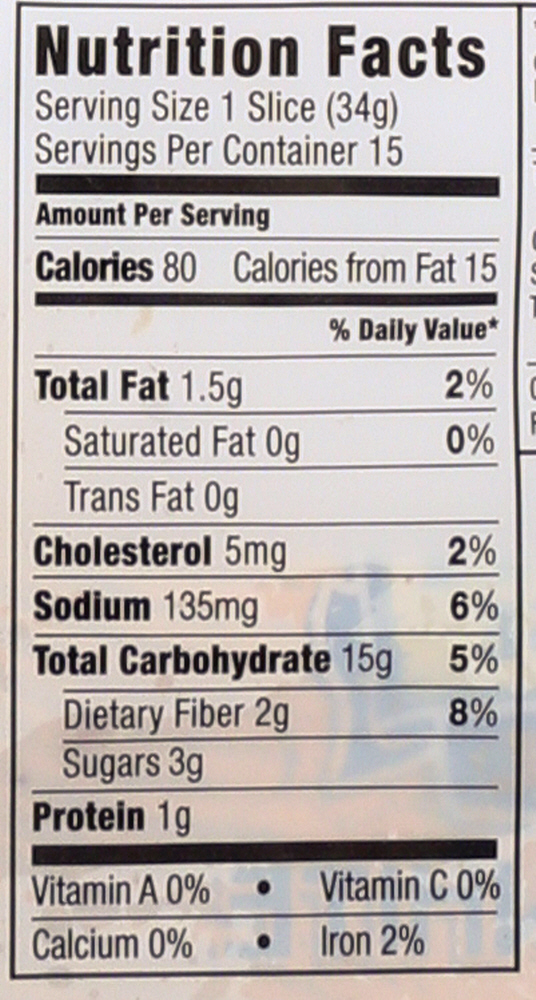 Nutrition Facts
Serving Size 1 Slice (34g)
Servings Per Container 15
Amount Per Serving
Calories 80 Calories from Fat 15
% Daily Value*
Total Fat 1.5g 2%
Saturated Fat 0g 0%
Trans Fat 0g
Cholesterol 5mg 2%
Sodium 135mg 6%
Total Carbohydrate 15g 5%
Dietary Fiber 2g 8%
Sugars 3g
Protein 1g
Vitamin A 0% • Vitamin C 0%
Calcium 0% • Iron 2%